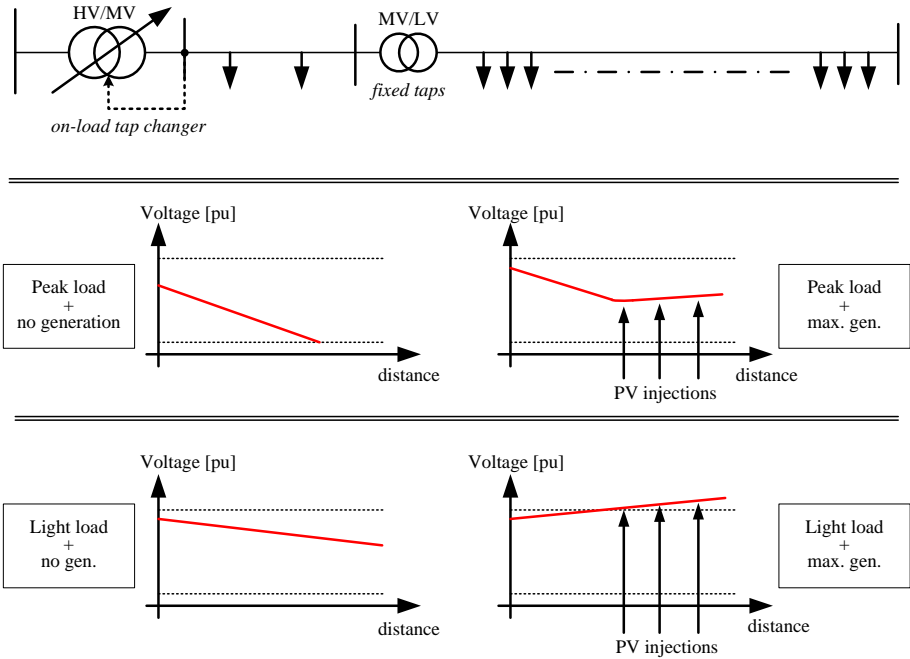 HV/MV
MV/LV
fixed taps
on-load tap changer
Voltage [pu]
Voltage [pu]
Peak load
+
no generation
Peak load
+
max. gen.
distance
distance
PV injections
Voltage [pu]
Voltage [pu]
Light load
+
no gen.
Light load
+
max. gen.
distance
distance
PV injections